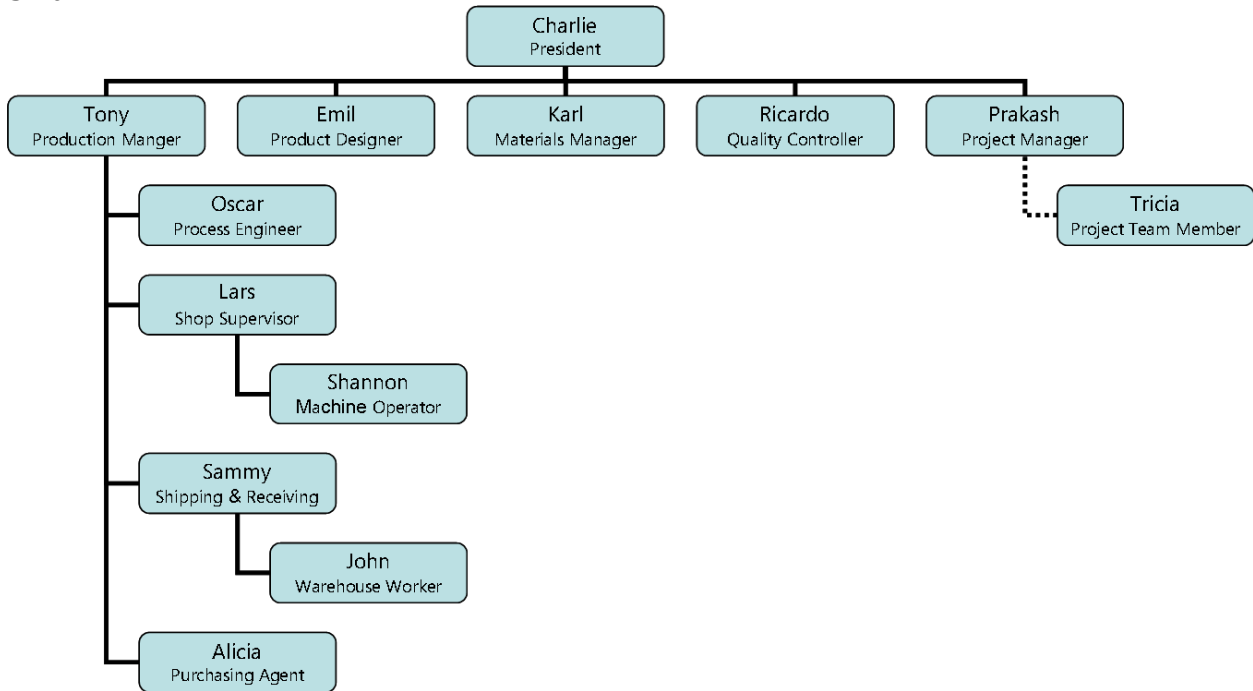 Charlie
President
Tony
Production Manger
Emil
Product Designer
Karl
Materials Manager
Ricardo
Quality Controller
Prakash
Project Manager
Oscar
Process Engineer
Tricia
Project Team Member
Lars
Shop Supervisor
Shannon
Machine Operator
Sammy
Shipping & Receiving
John
Warehouse Worker
Alicia
Purchasing Agent